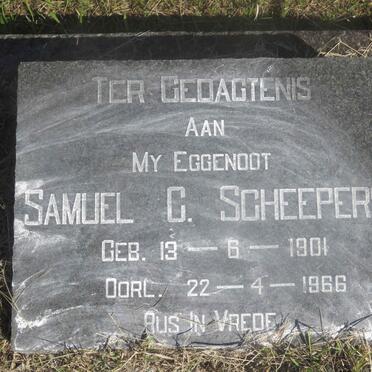 TER GEDAGTENIS
AAN
MY EGGENOOT
SAMUEL C. SCHEEPER
GEB. 13 — 6 — 1901
OORL. 22 — 4 — 1966
RUS IN VREDE